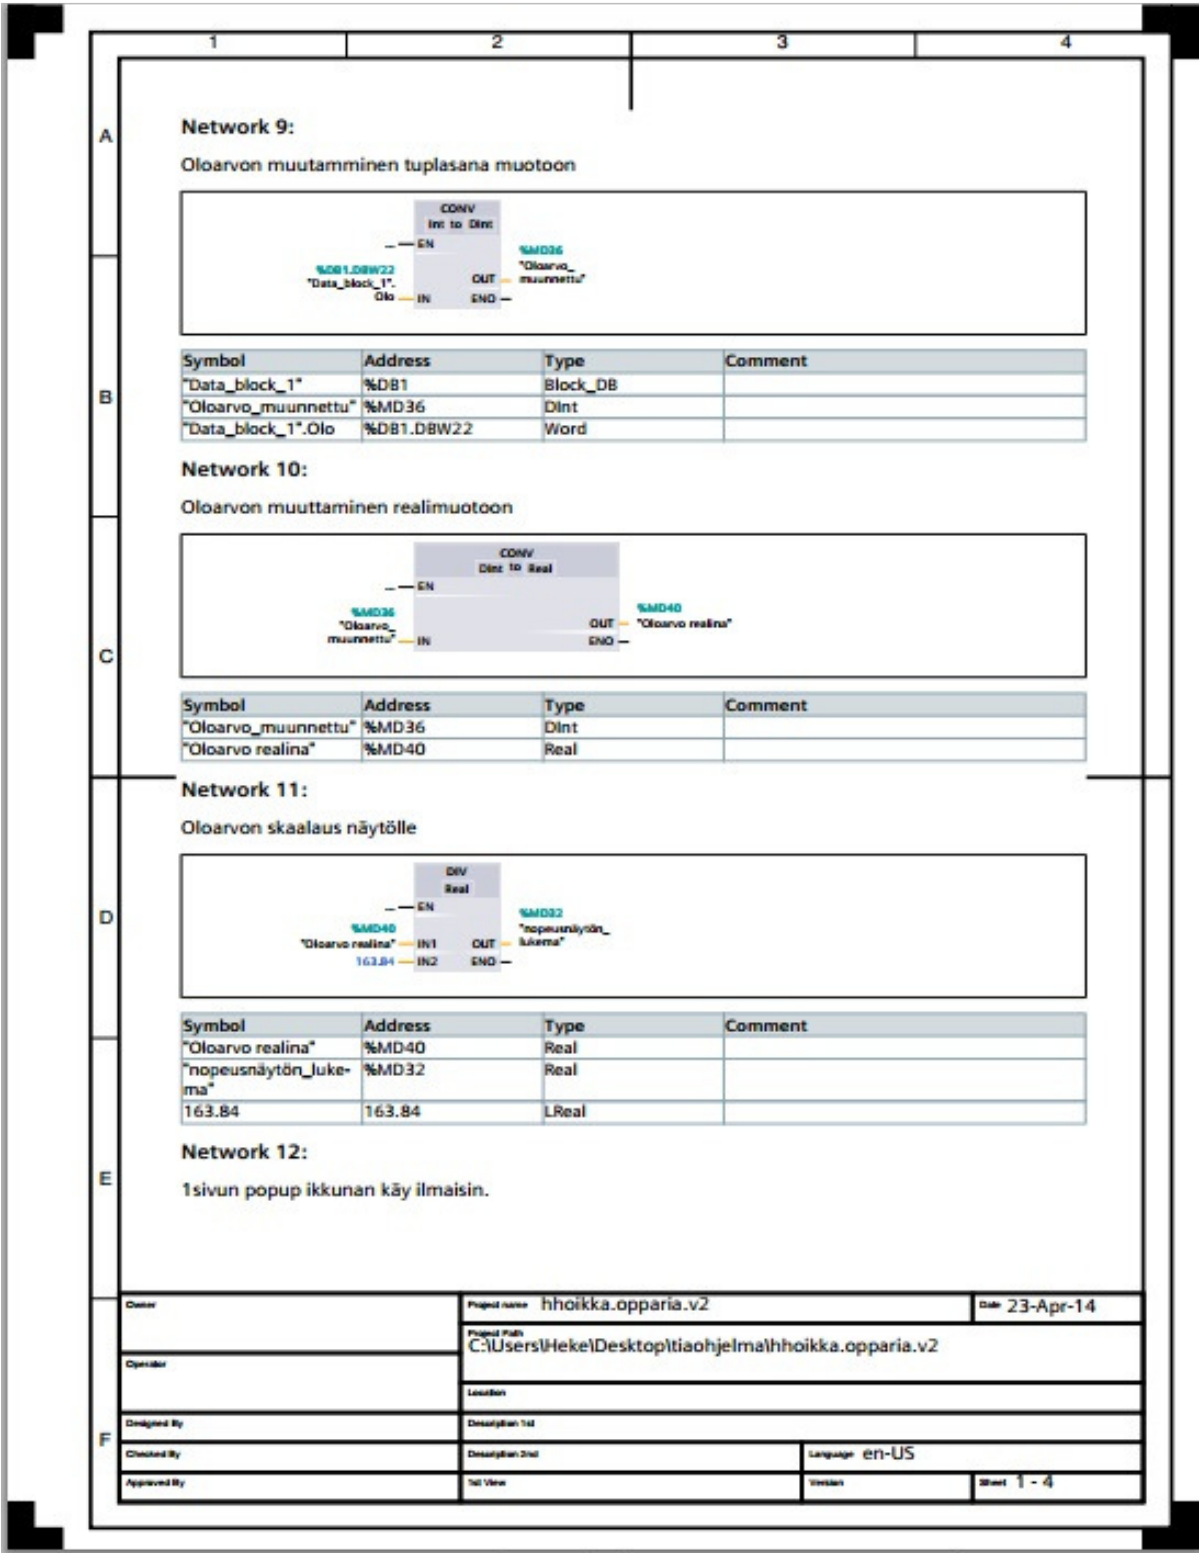 1 2 3 4
A
Network 9:
Oloarvon muutamminen tuplasana muotoon
CONV
Int to Dint
... EN
%DB1.DBW22
"Data_block_1".
Olo IN
%MD36
"Oloarvo_
muunnettu"
OUT
ENO
Symbol Address Type Comment
"Data_block_1" %DB1 Block_DB
B
"Oloarvo_muunnettu" %MD36 DInt
"Data_block_1".Olo %DB1.DBW22 Word
Network 10:
Oloarvon muuttaminen realimuotoon
CONV
Dint to Real
... EN
%MD36
"Oloarvo_
muunnettu" IN
%MD40
OUT "Oloarvo realina"
ENO
C
Symbol Address Type Comment
"Oloarvo_muunnettu" %MD36 DInt
"Oloarvo realina" %MD40 Real
Network 11:
Oloarvon skaalaus näytölle
DIV
Real
... EN
%MD40
"Oloarvo realina" IN1
163.84 IN2
%MD32
"nopeusnäytön_
lukema"
OUT
ENO
D
Symbol Address Type Comment
"Oloarvo realina" %MD40 Real
"nopeusnäytön_luke- %MD32 Real
ma"
163.84 163.84 LReal
Network 12:
E
1sivun popup ikkunan käy ilmaisin.
Owner
Project name hhoikka.opparia.v2
Date 23-Apr-14
Project Path
C:\Users\Heke\Desktop\tiaohjelma\hhoikka.opparia.v2
Operator
Location
Designed By Description 1st
F
Checked By Description 2nd Language en-US
Approved By 1st View Version Sheet 1 - 4